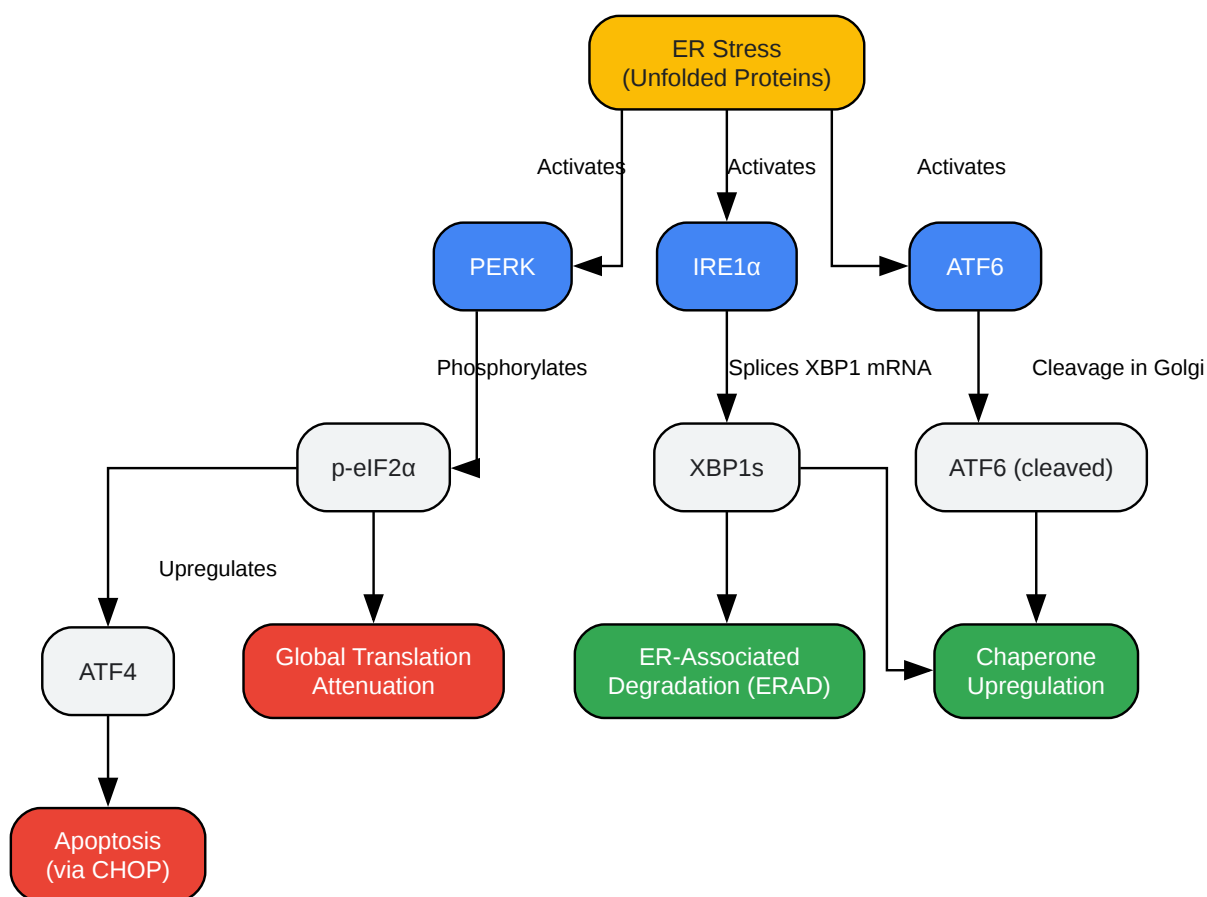 ER Stress
(Unfolded Proteins)
Activates
Activates
Activates
PERK
IRE1α
ATF6
Phosphorylates
Splices XBP1 mRNA
Cleavage in Golgi
p-eIF2α
XBP1s
ATF6 (cleaved)
Upregulates
ATF4
Global Translation
Attenuation
ER-Associated
Degradation (ERAD)
Chaperone
Upregulation
Apoptosis
(via CHOP)